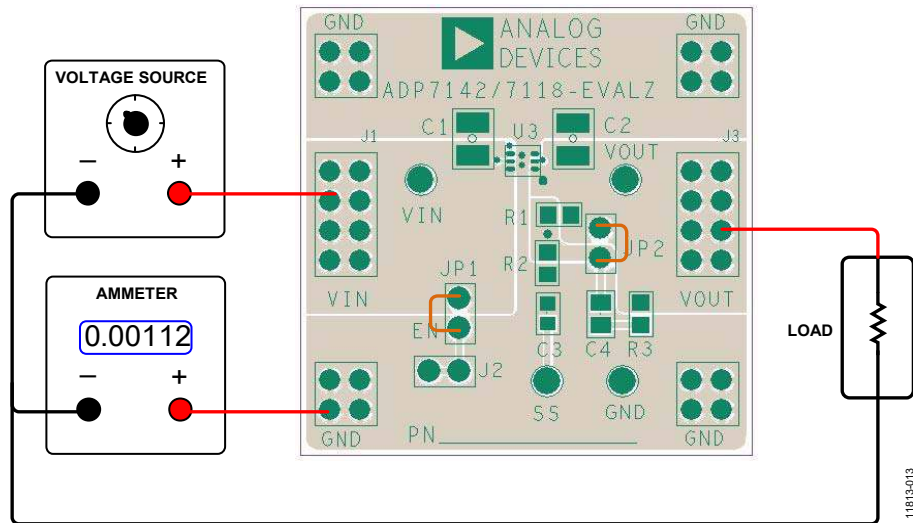 GND
ANALOG
DEVICES
GND
VOLTAGE SOURCE
ADP7142/7118-EVALZ
C1
U3
C2
J1
J3
VOUT
− +
VIN
R1
JP2
R2
JP1
AMMETER
VIN
VOUT
0.00112
EN
LOAD
C3
C4
R3
− +
J2
SS
GND
GND
PN
GND
11813-013